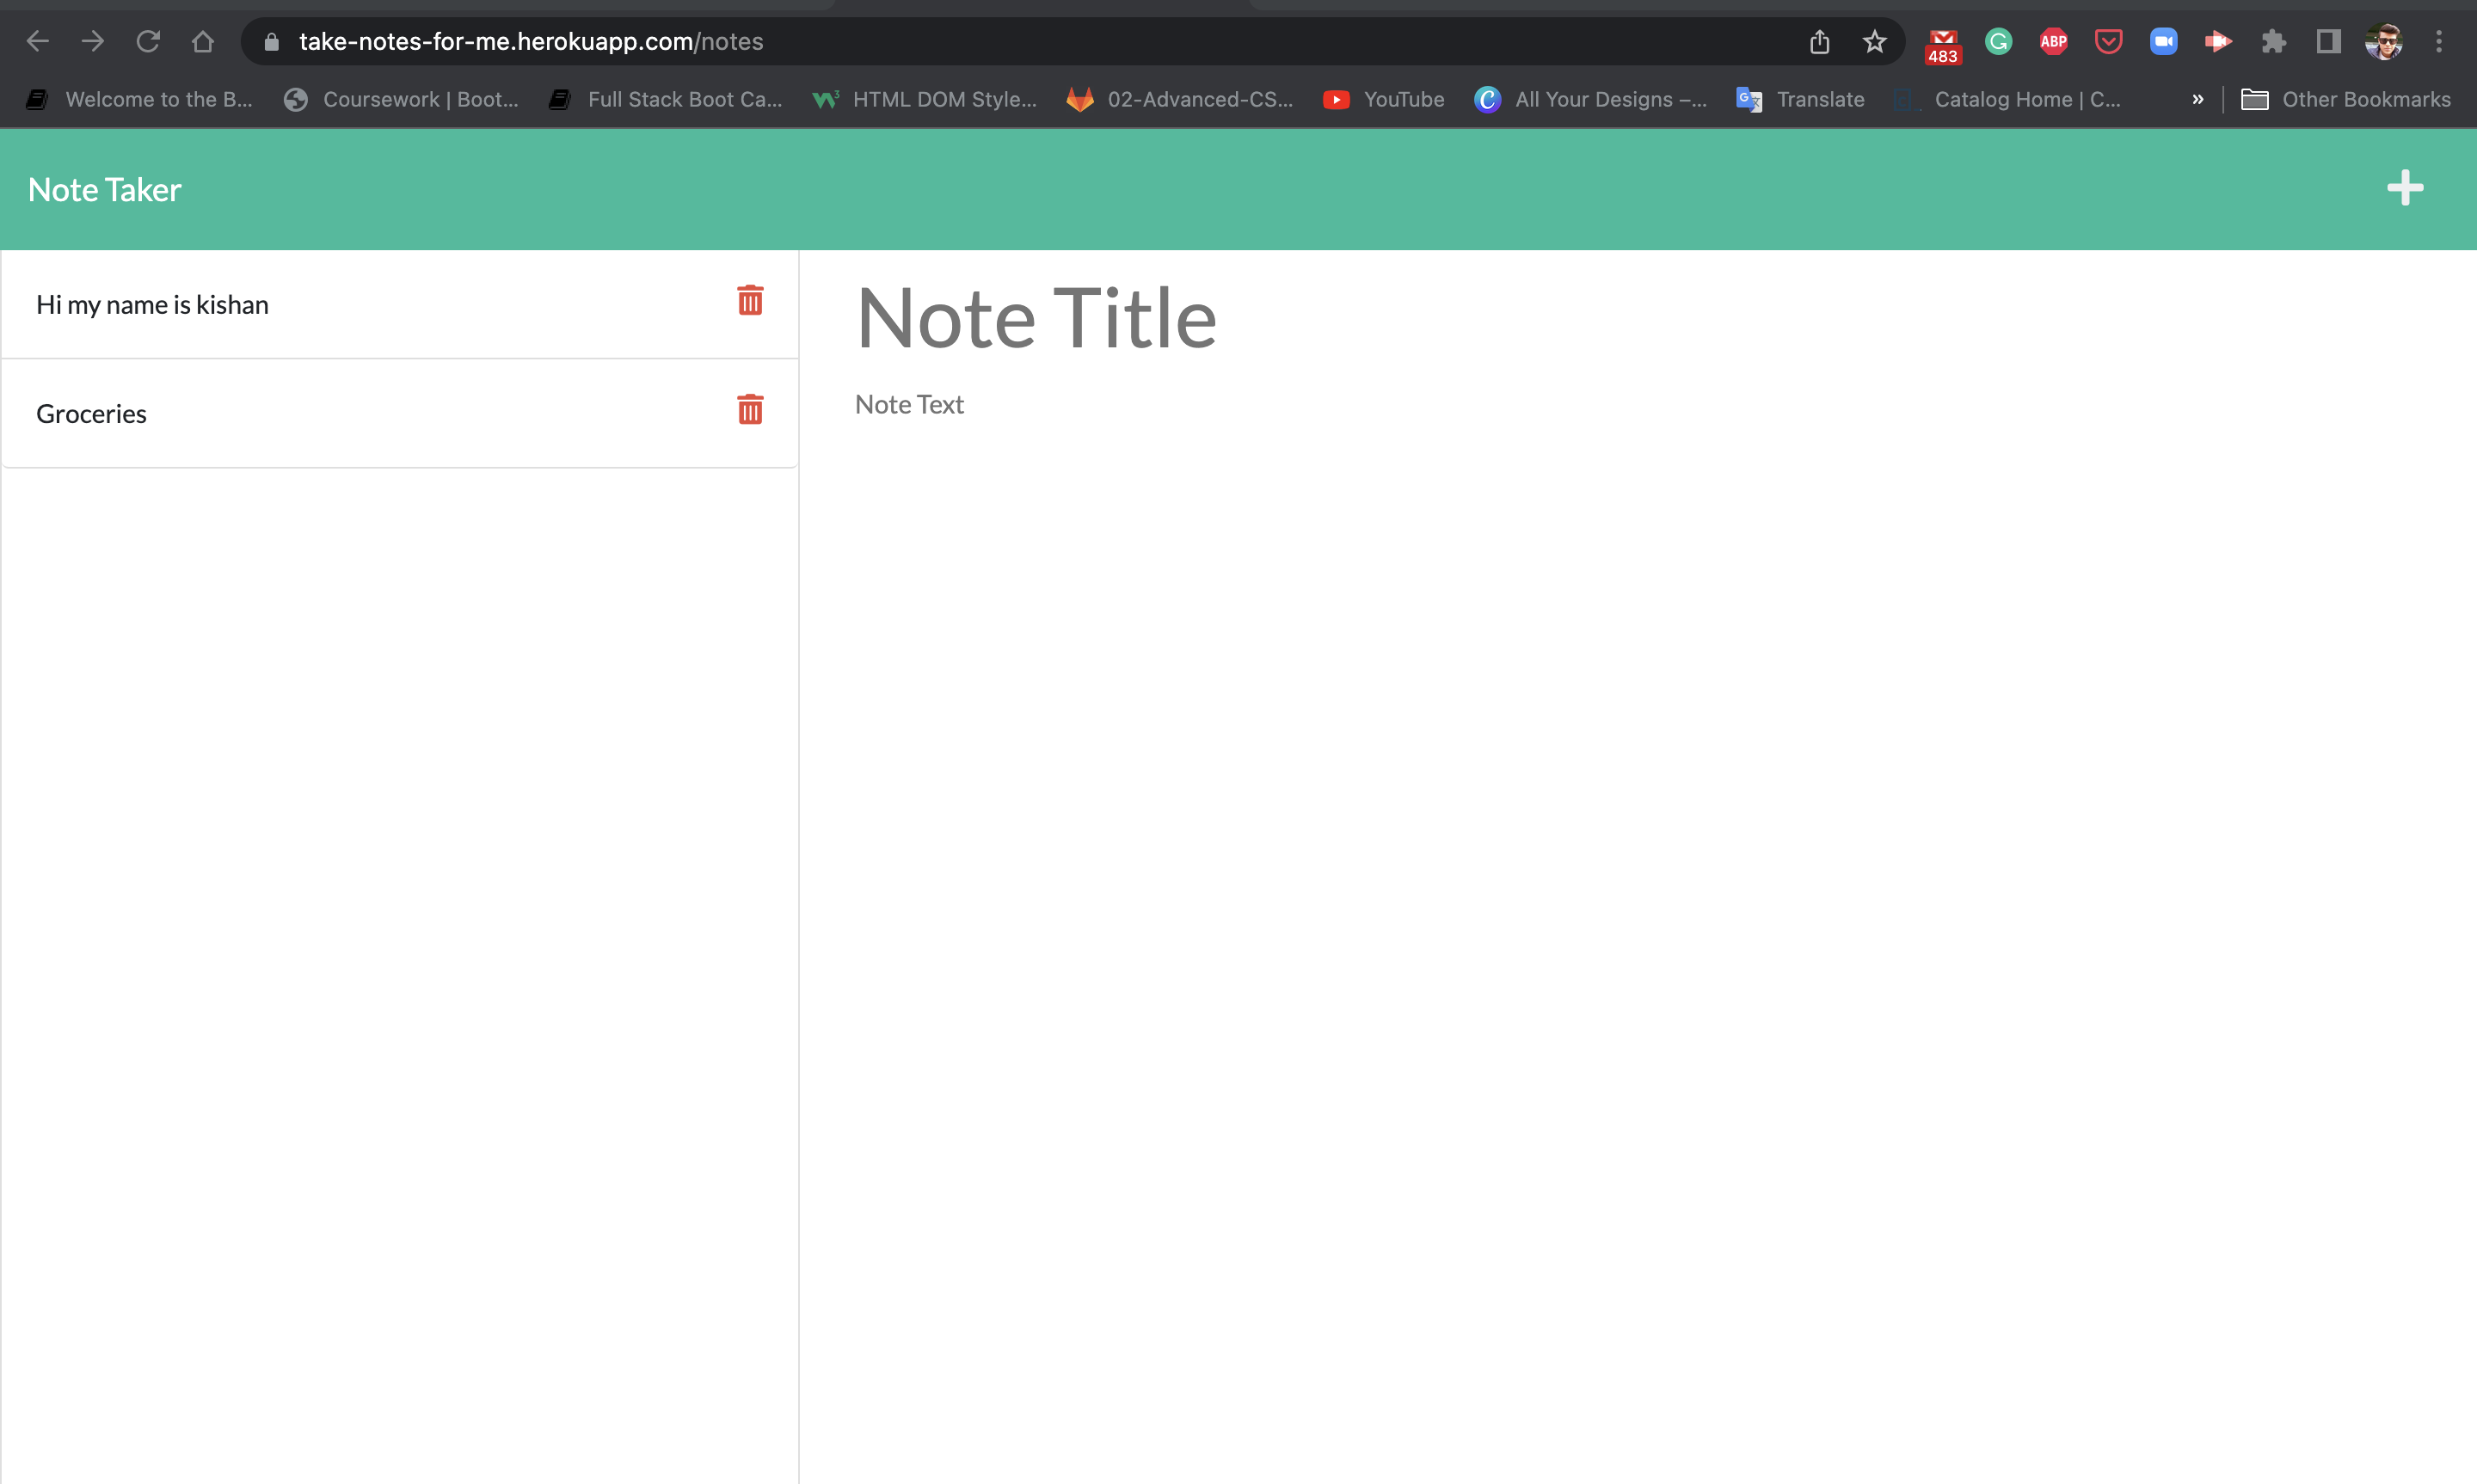 take-notes-for-me.herokuapp.com/notes
483
ABP
Welcome to the B...
Coursework | Boot...
Full Stack Boot Ca...
HTML DOM Style...
02-Advanced-CS...
YouTube
All Your Designs –...
Translate
Catalog Home | C...
»
Other Bookmarks
Note Taker
Hi my name is kishan
Groceries
Note Title
Note Text